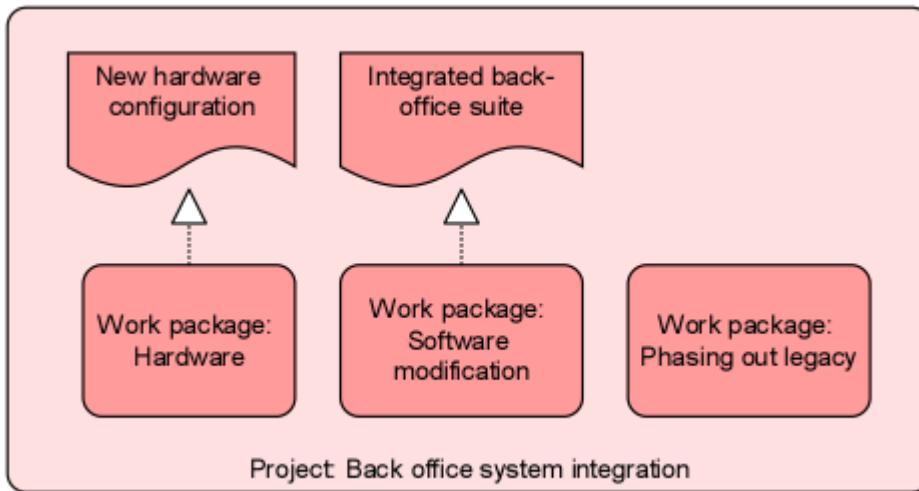 New hardware
configuration
Integrated back-
office suite
Work package:
Hardware
Work package:
Software
modification
Work package:
Phasing out legacy
Project: Back office system integration